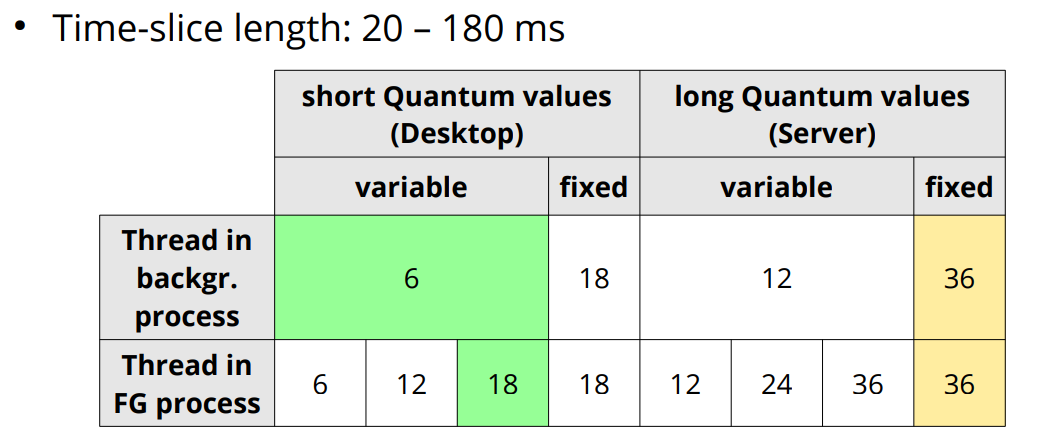 • Time-slice length: 20 – 180 ms
short Quantum values
(Desktop)
long Quantum values
(Server)
variable
fixed
variable
fixed
Thread in
backgr.
process
6
18
12
36
Thread in
FG process
6
12
18
18
12
24
36
36